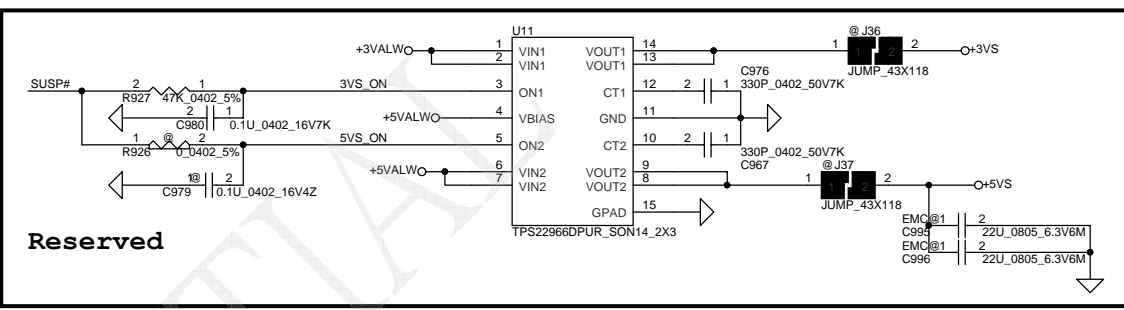 U11
@ J36
+3VALW 1 VIN1 VOUT1 14 1 1 2 2 +3VS
2 VIN1 VOUT1 13
JUMP_43X118
C976
330P_0402_50V7K
SUSP# 2 1 3VS_ON 3 ON1 CT1 12 2 1
R927 47K_0402_5%
2 1
C980 0.1U_0402_16V7K
+5VALW 4 VBIAS GND 11
1 @ 2 5VS_ON 5 ON2 CT2 10 2 1
R926 0_0402_5%
330P_0402_50V7K
C967
@ J37
+5VALW 6 VIN2 VOUT2 9
7 VIN2 VOUT2 8 1 1 2 2 +5VS
JUMP_43X118
1@ 2
C979 0.1U_0402_16V4Z
GPAD 15
TPS22966DPUR_SON14_2X3
EMC@1 2
C995 22U_0805_6.3V6M
EMC@1 2
C996 22U_0805_6.3V6M
Reserved
TIAL